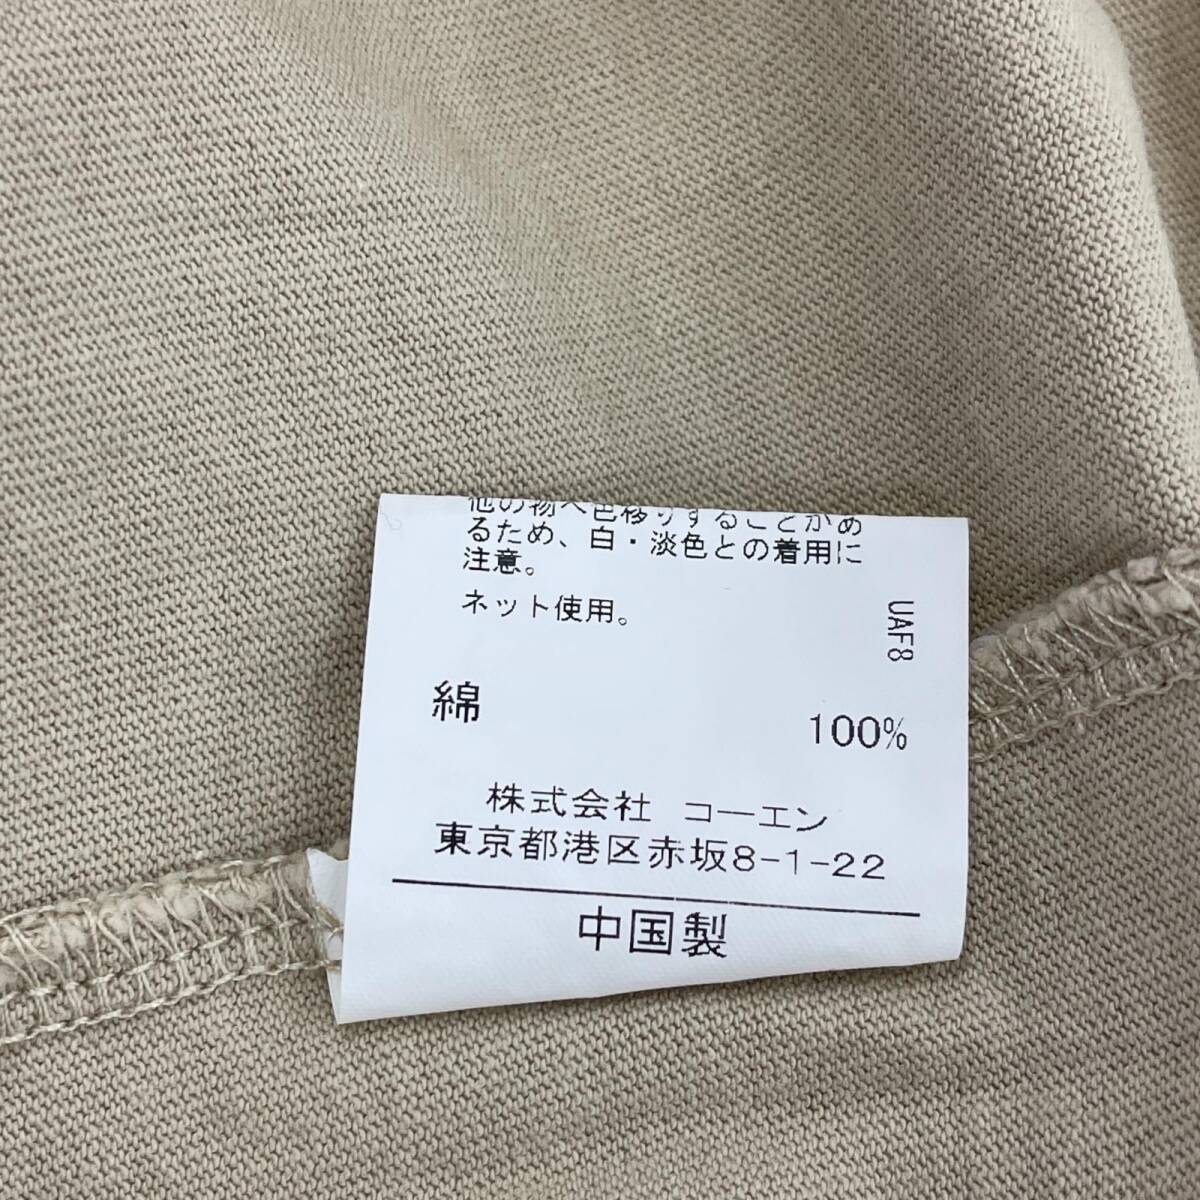 他の物へ色移りすることがあ
るため、白・淡色との着用に
注意。
ネット使用。
UAF8
綿 100%
株式会社 コーエン
東京都港区赤坂8-1-22
中国製